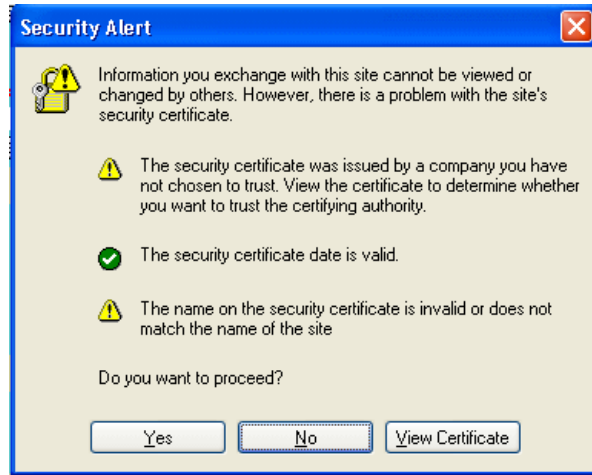 Security Alert
Information you exchange with this site cannot be viewed or
changed by others. However, there is a problem with the site's
security certificate.
The security certificate was issued by a company you have
not chosen to trust. View the certificate to determine whether
you want to trust the certifying authority.
The security certificate date is valid.
The name on the security certificate is invalid or does not
match the name of the site
Do you want to proceed?
Yes
No
View Certificate